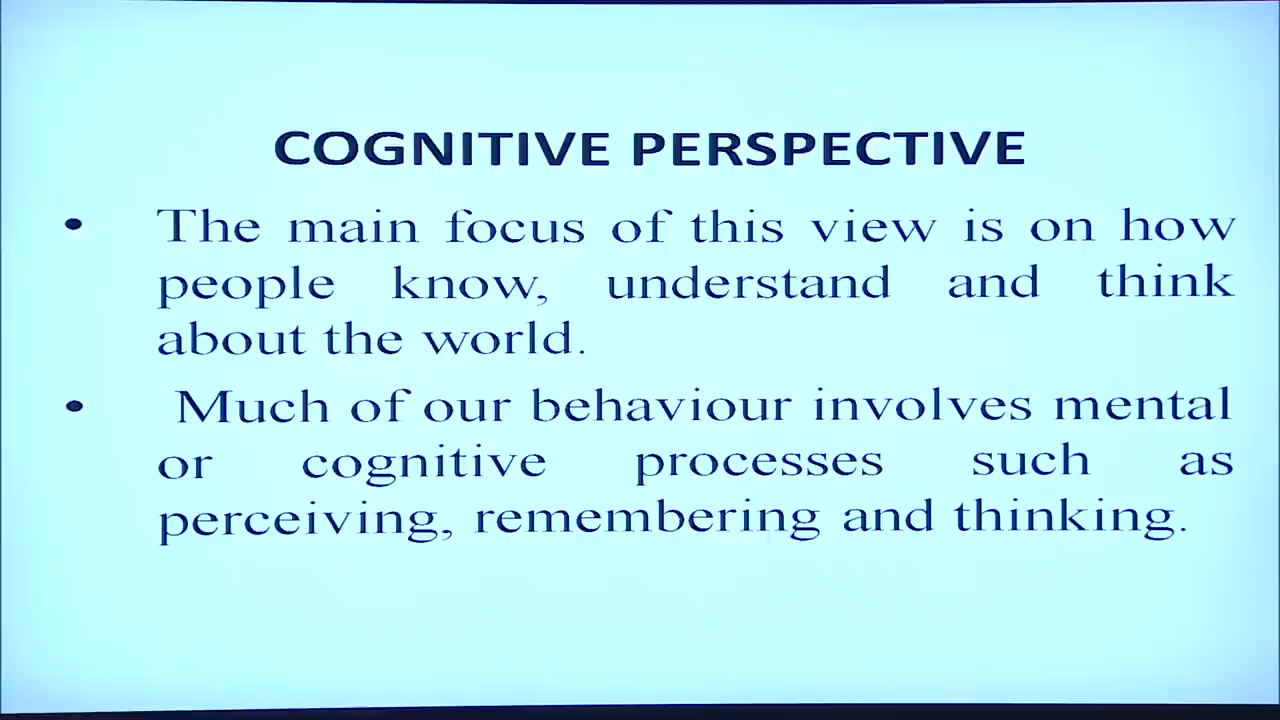 COGNITIVE PERSPECTIVE
• The main focus of this view is on how
people know, understand and think
about the world.
• Much of our behaviour involves mental
or cognitive processes such as
perceiving, remembering and thinking.